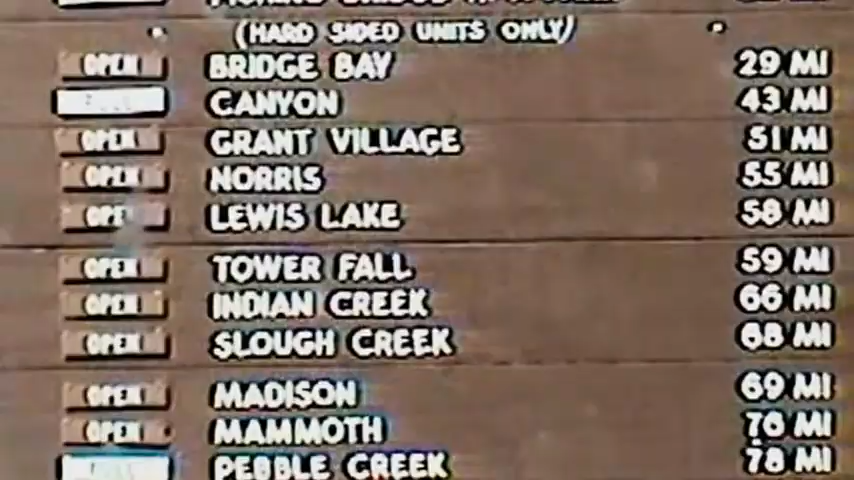 (HARD SIDED UNITS ONLY)
OPEN BRIDGE BAY 29 MI
CANYON 43 MI
OPEN GRANT VILLAGE 51 MI
OPEN NORRIS 55 MI
OPEN LEWIS LAKE 58 MI
OPEN TOWER FALL 59 MI
OPEN INDIAN CREEK 66 MI
OPEN SLOUGH CREEK 68 MI
OPEN MADISON 69 MI
OPEN MAMMOTH 76 MI
PEBBLE CREEK 78 MI